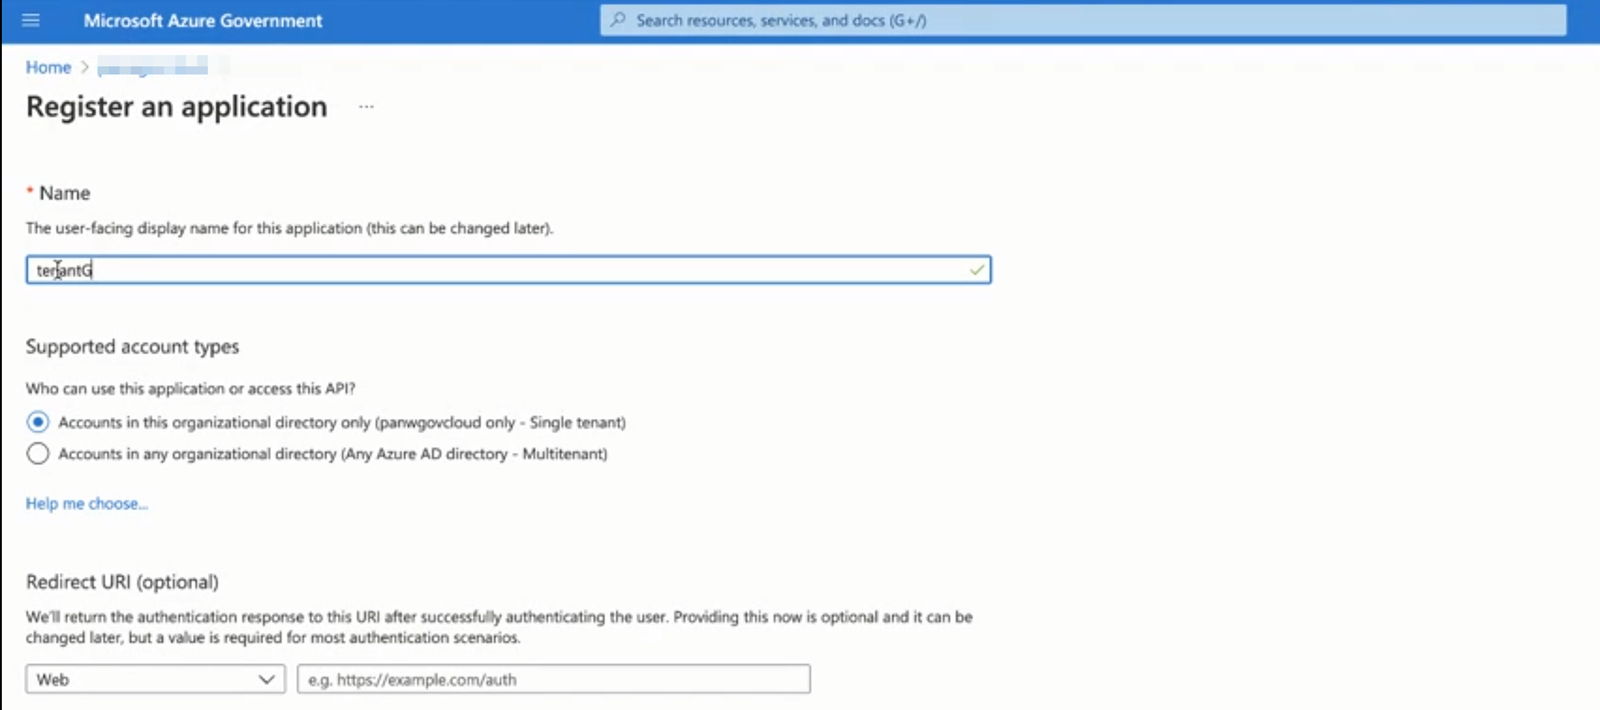 Microsoft Azure Government
Search resources, services, and docs (G+/)
Home >
Register an application ...
* Name
The user-facing display name for this application (this can be changed later).
tenantG
Supported account types
Who can use this application or access this API?
Accounts in this organizational directory only (panwgovcloud only - Single tenant)
Accounts in any organizational directory (Any Azure AD directory - Multitenant)
Help me choose...
Redirect URI (optional)
We'll return the authentication response to this URI after successfully authenticating the user. Providing this now is optional and it can be
changed later, but a value is required for most authentication scenarios.
Web
e.g. https://example.com/auth